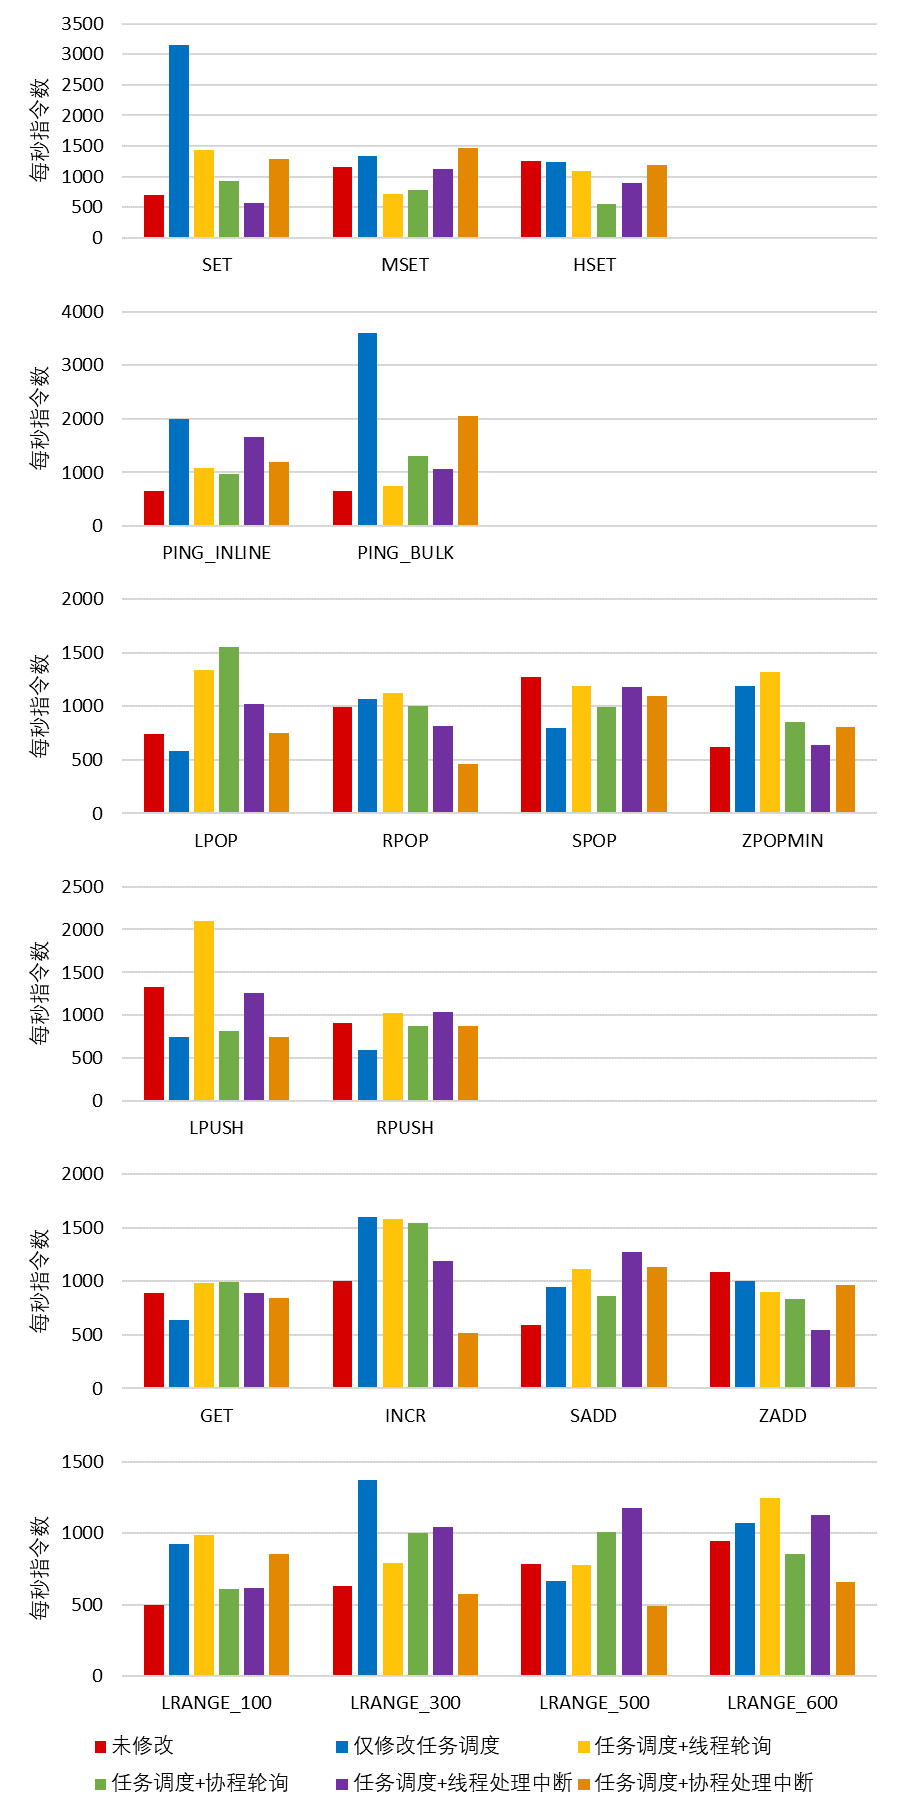 3500
3000
2500
2000
1500
1000
500
0
每秒指令数
SET MSET HSET
4000
3000
2000
1000
0
每秒指令数
PING_INLINE PING_BULK
2000
1500
1000
500
0
每秒指令数
LPOP RPOP SPOP ZPOPMIN
2500
2000
1500
1000
500
0
每秒指令数
LPUSH RPUSH
2000
1500
1000
500
0
每秒指令数
GET INCR SADD ZADD
1500
1000
500
0
每秒指令数
LRANGE_100 LRANGE_300 LRANGE_500 LRANGE_600
未修改 仅修改任务调度 任务调度+线程轮询
任务调度+协程轮询 任务调度+线程处理中断 任务调度+协程处理中断